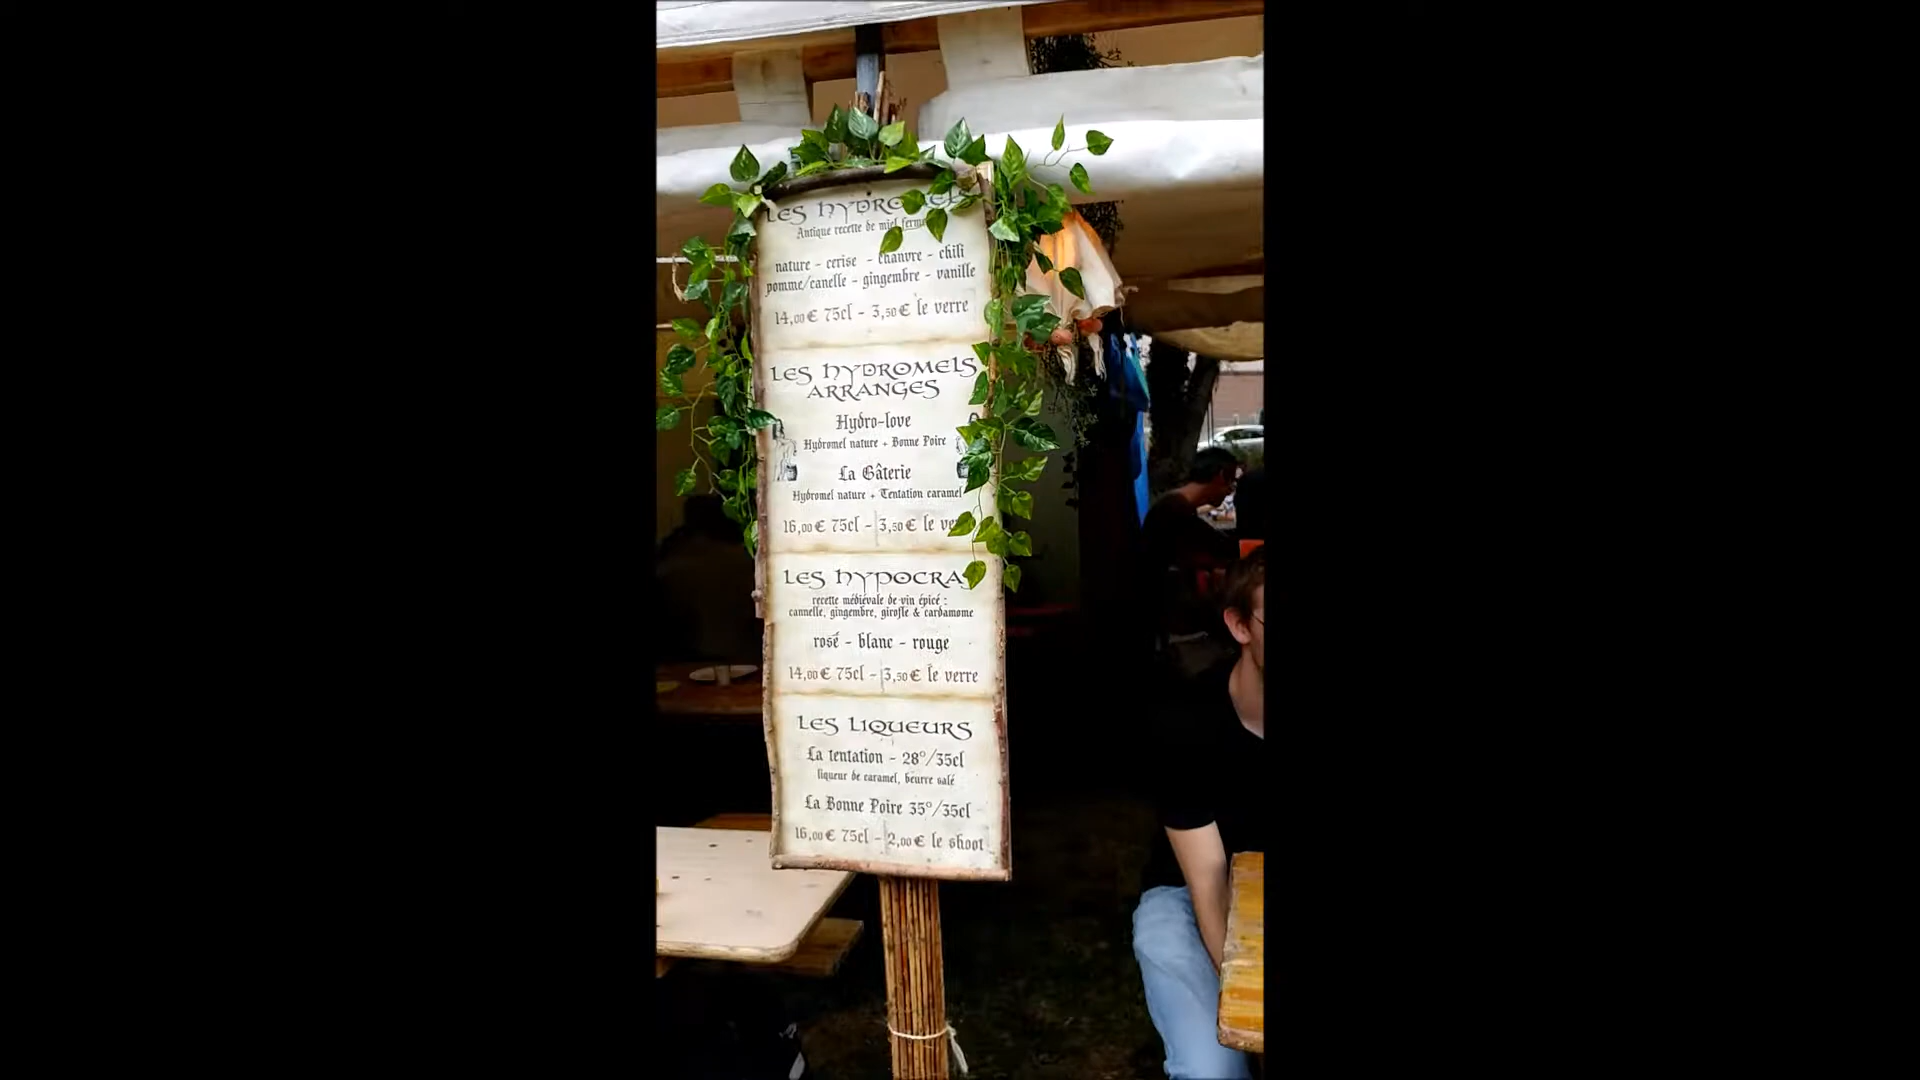 LES HYDROMELS
Antique recette de miel fermenté
nature - cerise - chanvre - chili
pomme/canelle - gingembre - vanille
14,00€ 75cl - 3,50€ le verre
LES HYDROMELS
ARRANGES
Hydro-love
Hydromel nature + Bonne Poire
La Gâterie
Hydromel nature + Tentation caramel
16,00€ 75cl - 3,50€ le verre
LES HYPOCRAS
recette médiévale de vin épicé :
cannelle, gingembre, girofle & cardamome
rosé - blanc - rouge
14,00€ 75cl - 3,50€ le verre
LES LIQUEURS
La tentation - 28°/35cl
liqueur de caramel, beurre salé
La Bonne Poire 35°/35cl
16,00€ 75cl - 2,00€ le shoot